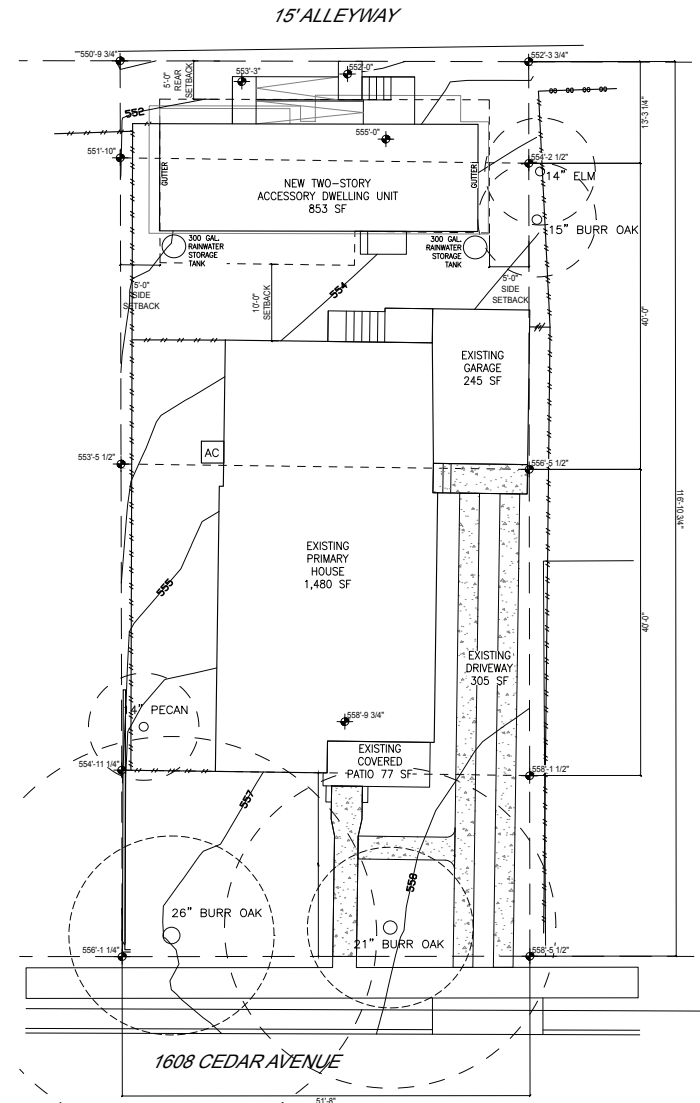 15' ALLEYWAY
550'-9 3/4"
552'-3 3/4"
553'-3"
552'-0"
5'-0"
REAR
SETBACK
552
13'-3 1/4"
555'-0"
551'-10"
554'-2 1/2"
GUTTER
GUTTER
NEW TWO-STORY
ACCESSORY DWELLING UNIT
853 SF
14" ELM
15" BURR OAK
300 GAL.
RAINWATER
STORAGE
TANK
300 GAL.
RAINWATER
STORAGE
TANK
5'-0"
SIDE
SETBACK
10'-0"
SETBACK
554
5'-0"
SIDE
SETBACK
40'-0"
EXISTING
GARAGE
245 SF
AC
553'-5 1/2"
556'-5 1/2"
116'-10 3/4"
EXISTING
PRIMARY
HOUSE
1,480 SF
555
40'-0"
EXISTING
DRIVEWAY
305 SF
14" PECAN
558'-9 3/4"
EXISTING
COVERED
PATIO 77 SF
554'-11 1/4"
558'-1 1/2"
557
558
26" BURR OAK
21" BURR OAK
556'-1 1/4"
558'-5 1/2"
1608 CEDAR AVENUE
51'-8"